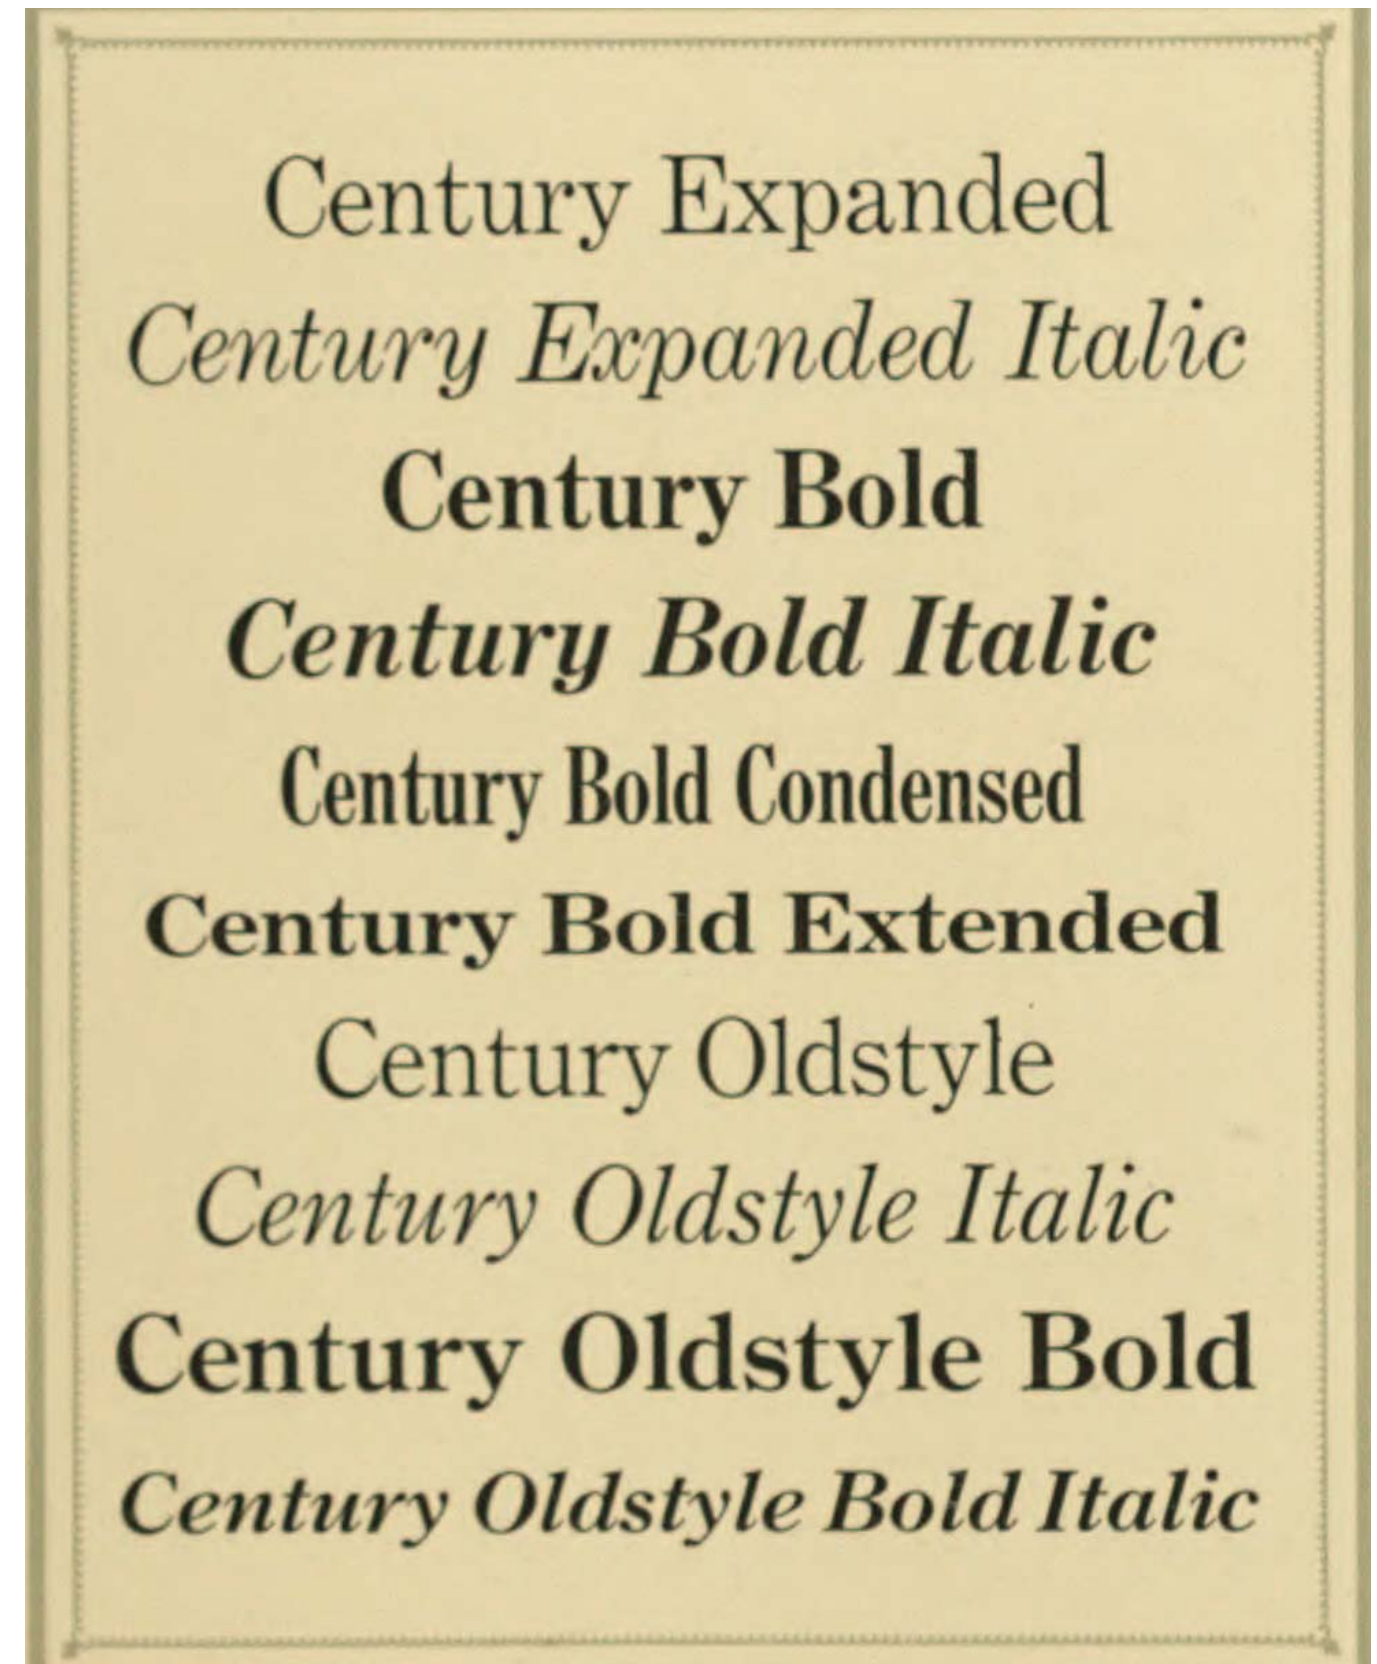 Century Expanded
Century Expanded Italic
Century Bold
Century Bold Italic
Century Bold Condensed
Century Bold Extended
Century Oldstyle
Century Oldstyle Italic
Century Oldstyle Bold
Century Oldstyle Bold Italic